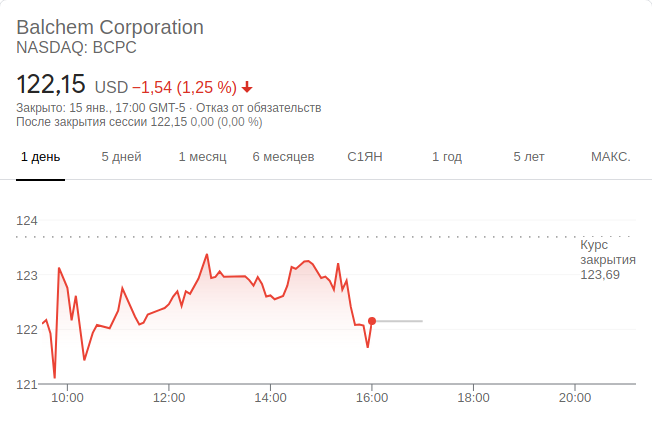 Balchem Corporation
NASDAQ: BCPC
122,15 USD −1,54 (1,25 %)
Закрыто: 15 янв., 17:00 GMT-5 · Отказ от обязательств
После закрытия сессии 122,15 0,00 (0,00 %)
1 день 5 дней 1 месяц 6 месяцев С1ЯН 1 год 5 лет МАКС.
124
Курс
закрытия
123,69
123
122
121
10:00 12:00 14:00 16:00 18:00 20:00